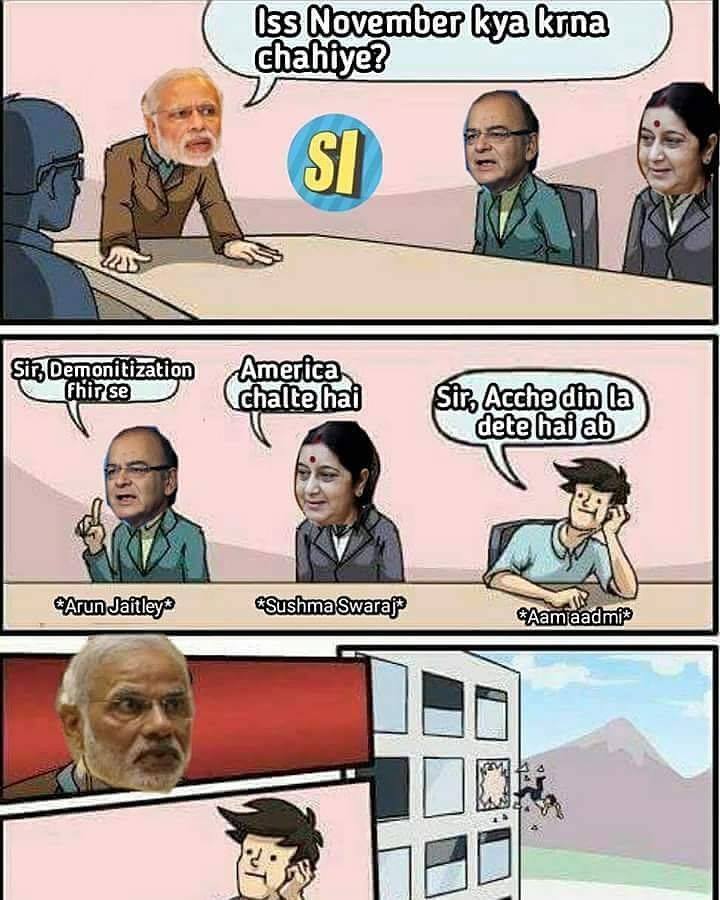 Iss November kya krna
chahiye?
SI
Sir, Demonitization
fhir se
America
chalte hai
Sir, Acche din la
dete hai ab
*Arun Jaitley*
*Sushma Swaraj*
*Aam aadmi*